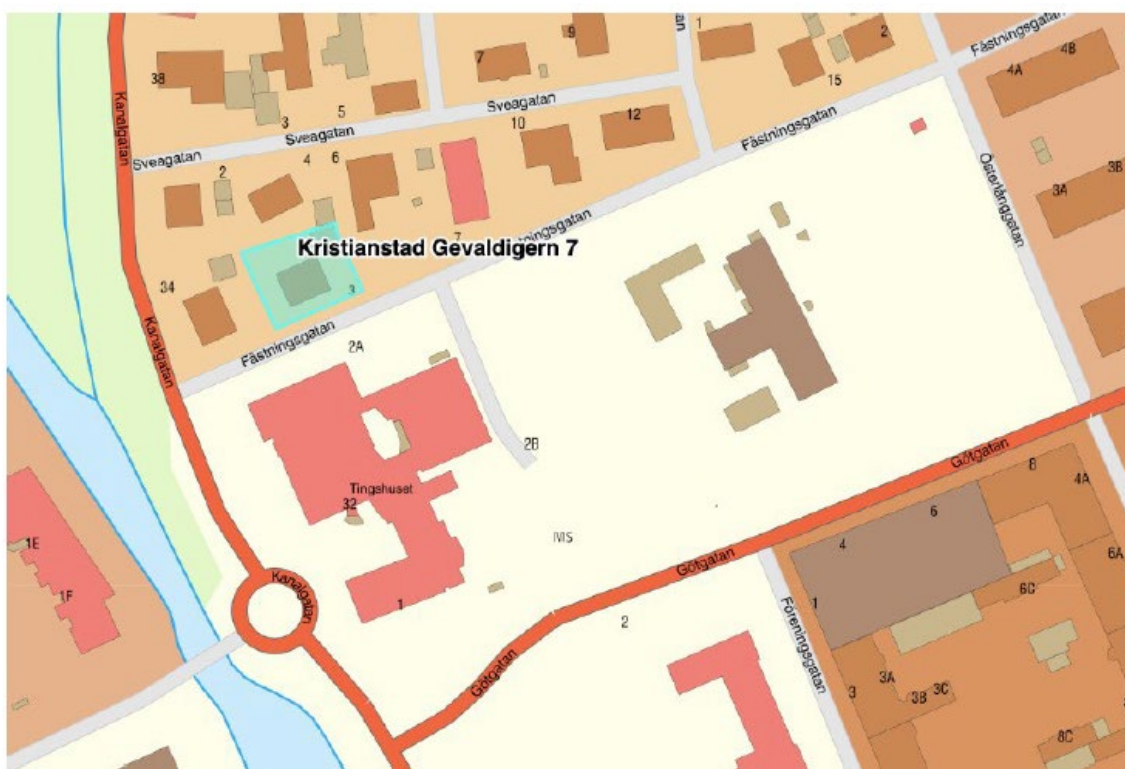 1
2
9
4B
4A
38
7
15
Fästningsgatan
Kanalgatan
5
3
Sveagatan
Sveagatan
Sveagatan
10
12
4
6
2
Fästningsgatan
Österlånggatan
3B
3A
7
Fästningsgatan
Kristianstad Gevaldigern 7
34
3
Kanalgatan
Fästningsgatan
2A
2B
Götgatan
8
4A
Tingshuset
32
6
4
1E
Götgatan
6A
Kanalgatan
1F
1
1
6C
2
Föreningsgatan
Götgatan
3
3A
3B
3C
8C